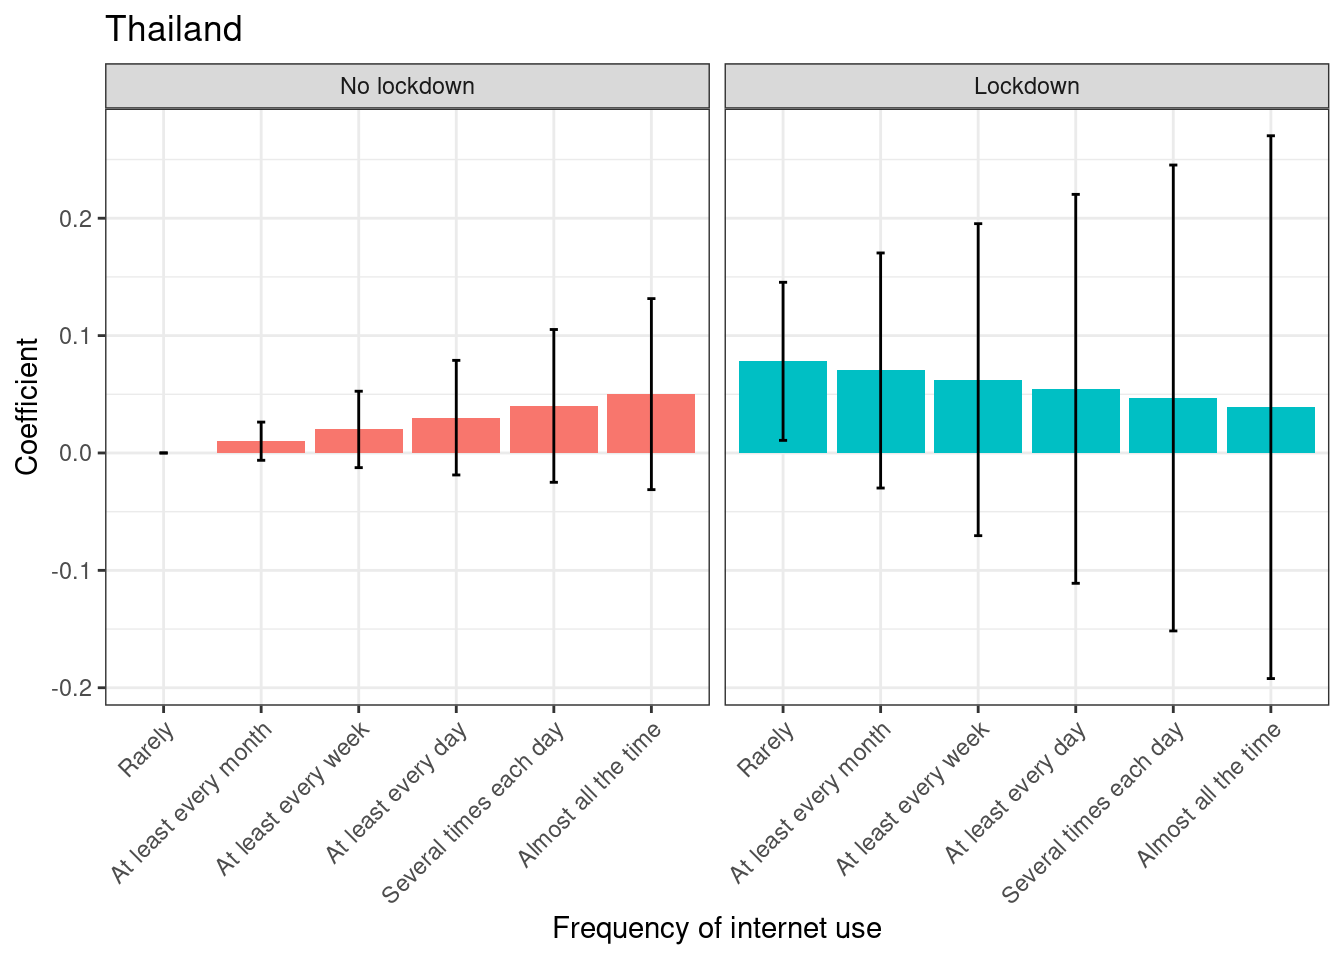 Thailand
No lockdown
Lockdown
Coefficient
0.2
0.1
0.0
-0.1
-0.2
Rarely
At least every month
At least every week
At least every day
Several times each day
Almost all the time
Rarely
At least every month
At least every week
At least every day
Several times each day
Almost all the time
Frequency of internet use